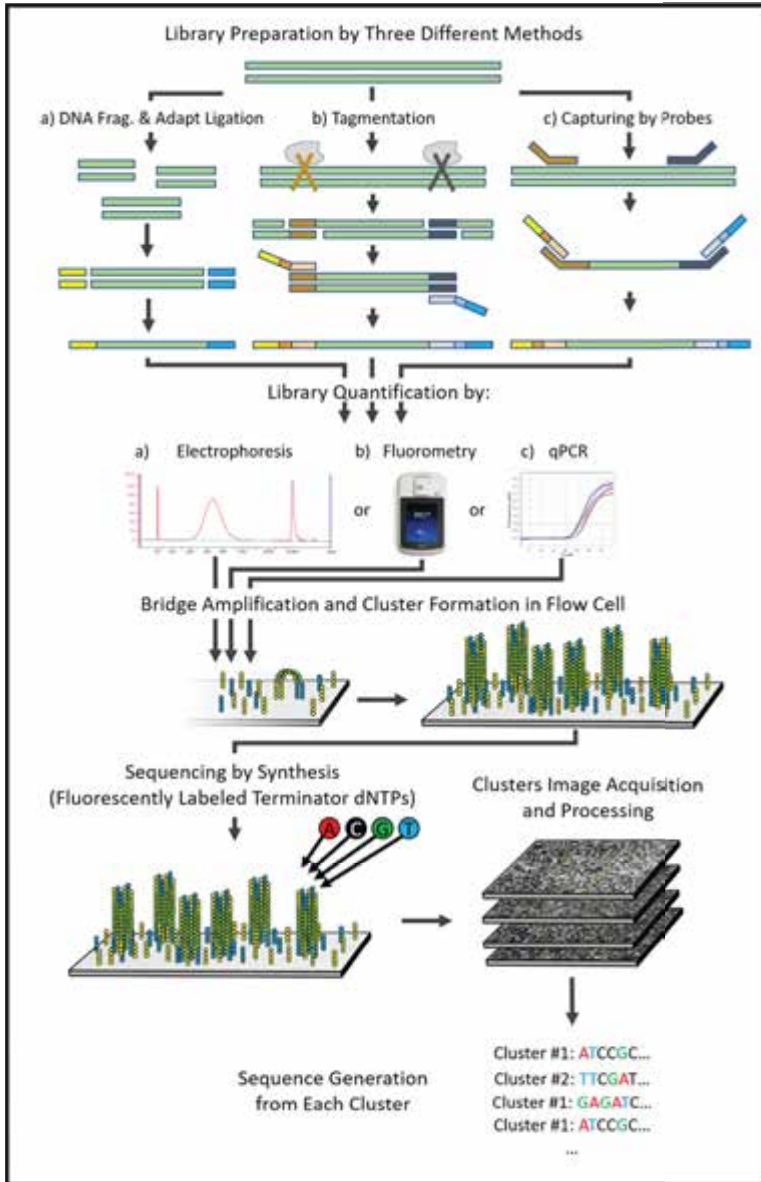 Library Preparation by Three Different Methods
a) DNA Frag. & Adapt Ligation
b) Tagmentation
c) Capturing by Probes
Library Quantification by:
a) Electrophoresis
b) Fluorometry
c) qPCR
or
or
Bridge Amplification and Cluster Formation in Flow Cell
Sequencing by Synthesis
(Fluorescently Labeled Terminator dNTPs)
Clusters Image Acquisition
and Processing
A C G T
Sequence Generation
from Each Cluster
Cluster #1: ATCCGC...
Cluster #2: TTCGAT...
Cluster #1: GAGATC...
Cluster #1: ATCCGC...
...